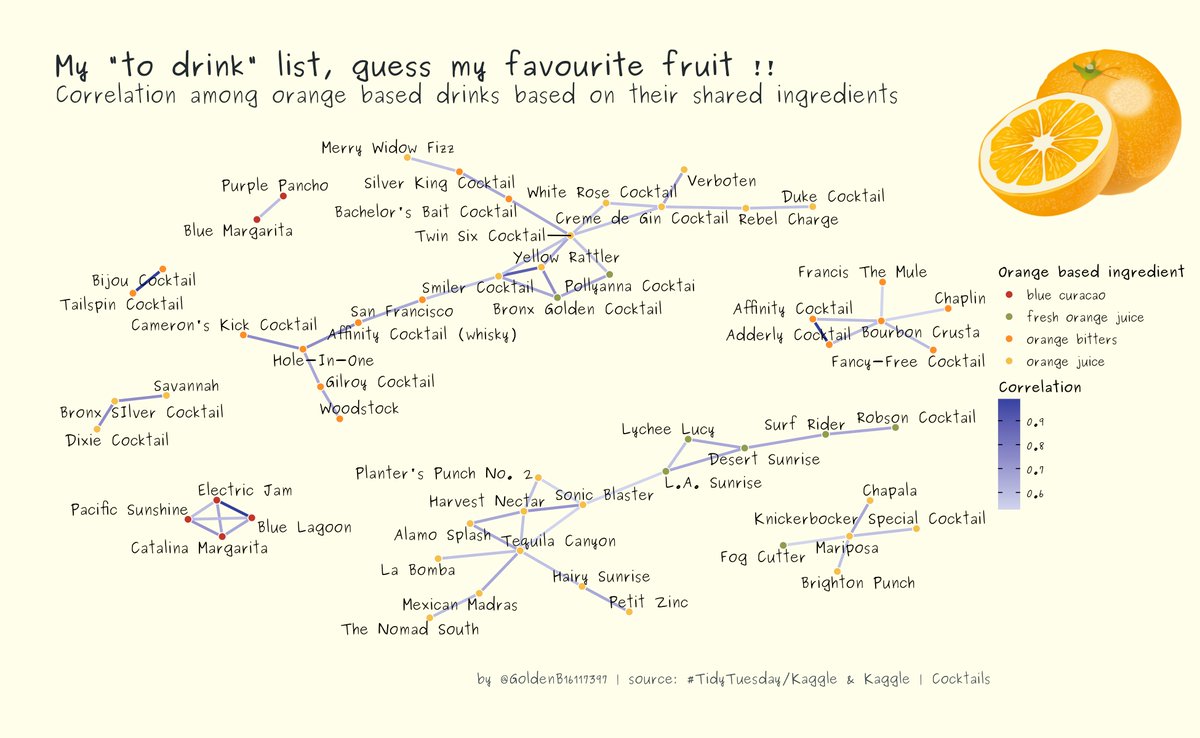 My "to drink" list, guess my favourite fruit !!
Correlation among orange based drinks based on their shared ingredients
Merry Widow Fizz
Silver King Cocktail
Bachelor's Bait Cocktail
Twin Six Cocktail
White Rose Cocktail
Verboten
Duke Cocktail
Creme de Gin Cocktail
Rebel Charge
Purple Pancho
Blue Margarita
Yellow Rattler
Smiler Cocktail
Pollyanna Cocktai
Bronx Golden Cocktail
Bijou Cocktail
Tailspin Cocktail
San Francisco
Cameron's Kick Cocktail
Affinity Cocktail (whisky)
Hole-In-One
Gilroy Cocktail
Woodstock
Francis The Mule
Chaplin
Affinity Cocktail
Adderly Cocktail
Bourbon Crusta
Fancy-Free Cocktail
Savannah
Bronx SIlver Cocktail
Dixie Cocktail
Lychee Lucy
Surf Rider
Robson Cocktail
Desert Sunrise
L.A. Sunrise
Planter's Punch No. 2
Harvest Nectar
Sonic Blaster
Alamo Splash
Tequila Canyon
La Bomba
Hairy Sunrise
Mexican Madras
Petit Zinc
The Nomad South
Electric Jam
Pacific Sunshine
Blue Lagoon
Catalina Margarita
Chapala
Knickerbocker Special Cocktail
Fog Cutter
Mariposa
Brighton Punch
Orange based ingredient
blue curacao
fresh orange juice
orange bitters
orange juice
Correlation
0.9
0.8
0.7
0.6
by @GoldenB16117397 | source: #TidyTuesday/Kaggle & Kaggle | Cocktails